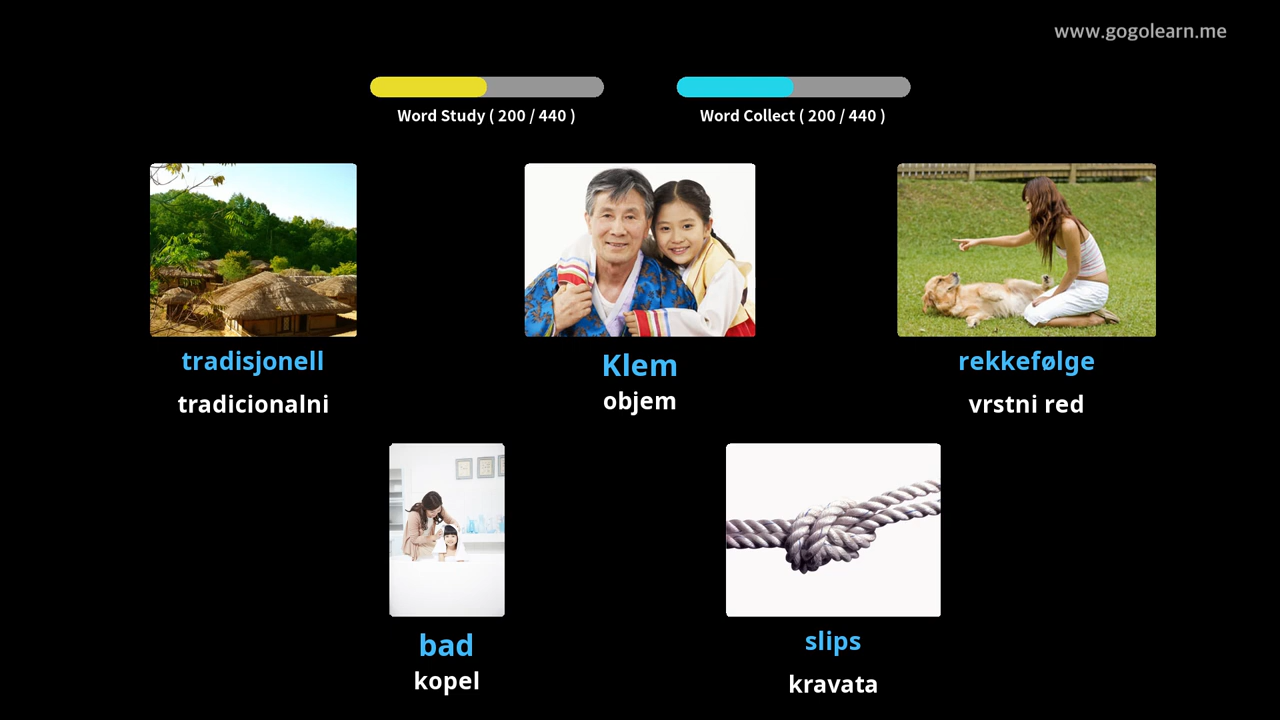 www.gogolearn.me
Word Study ( 200 / 440 )
Word Collect ( 200 / 440 )
tradisjonell
tradicionalni
Klem
objem
rekkefølge
vrstni red
bad
kopel
slips
kravata